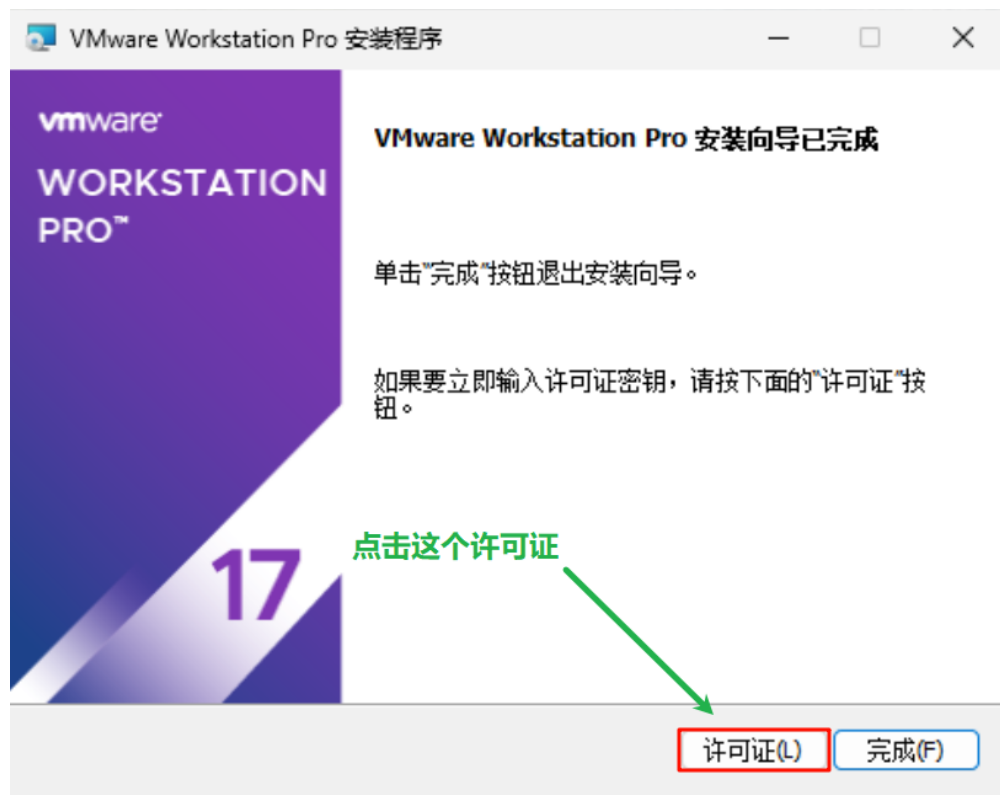 VMware Workstation Pro 安装程序
vmware
WORKSTATION
PRO™
VMware Workstation Pro 安装向导已完成
单击"完成"按钮退出安装向导。
如果要立即输入许可证密钥，请按下面的"许可证"按
钮。
点击这个许可证
17
许可证(L)
完成(F)